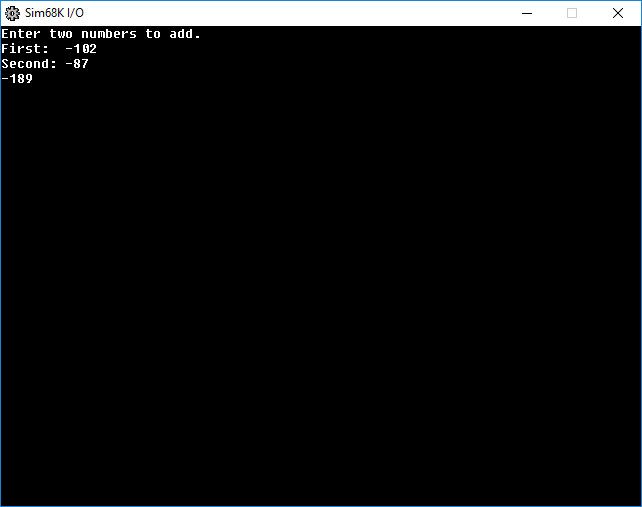 Sim68K I/O
Enter two numbers to add.
First:  -102
Second: -87
-189